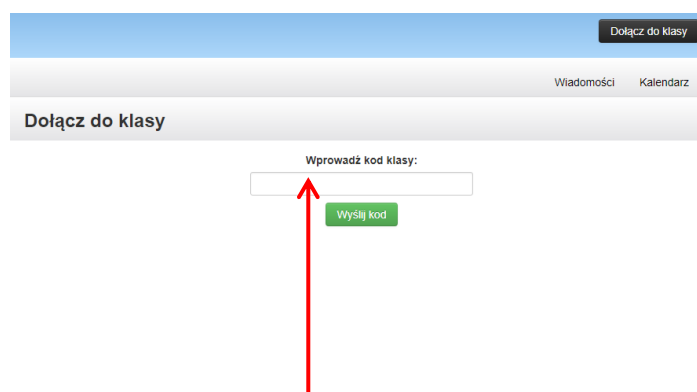 Dołącz do klasy
Wiadomości Kalendarz
Dołącz do klasy
Wprowadź kod klasy:
Wyślij kod